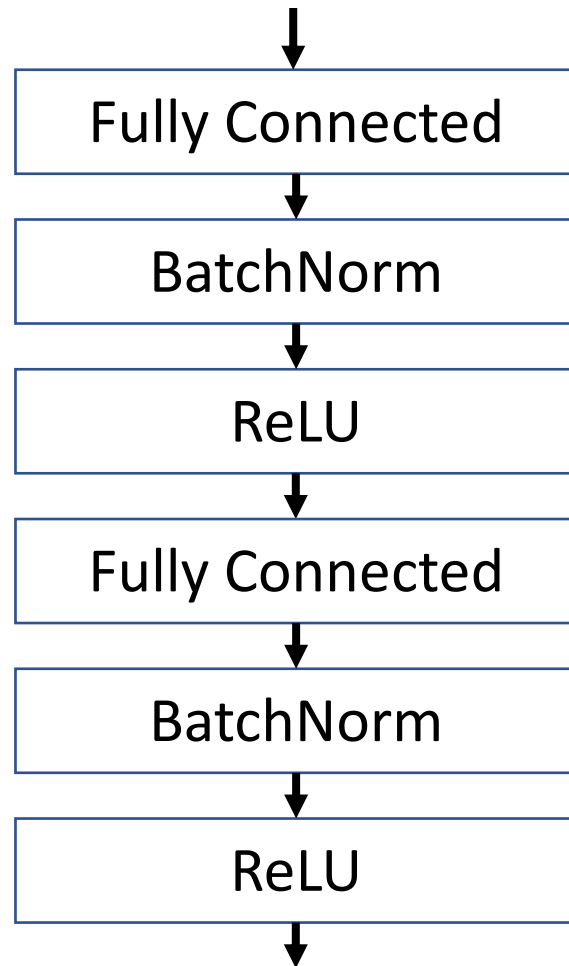 Fully Connected
BatchNorm
ReLU
Fully Connected
BatchNorm
ReLU